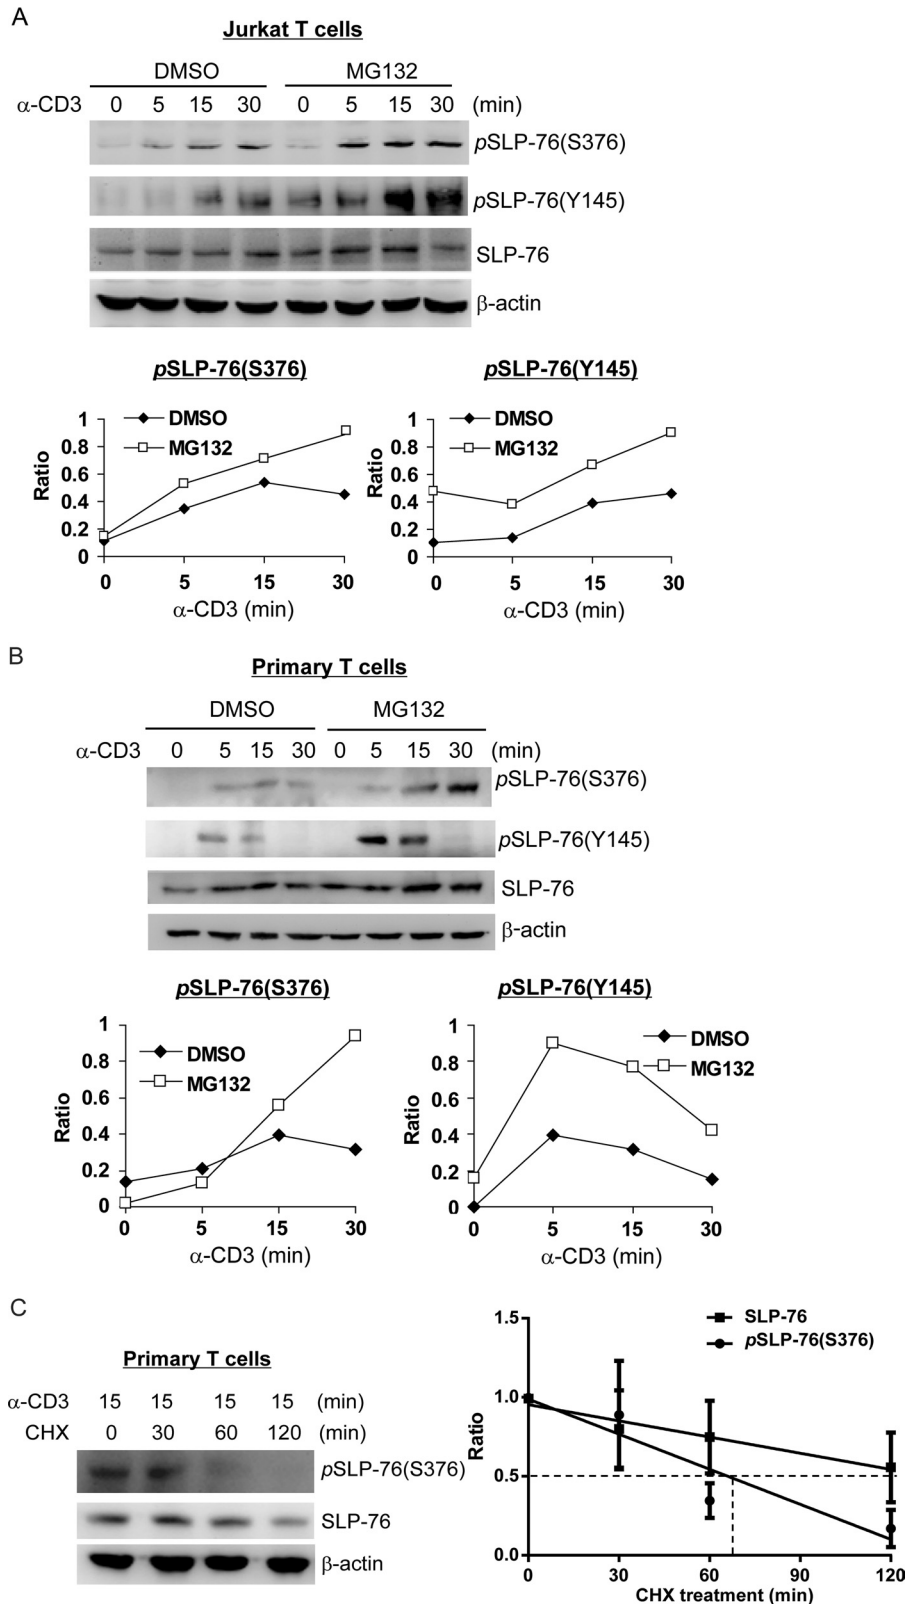 A
Jurkat T cells
DMSO MG132
α-CD3 0 5 15 30 0 5 15 30 (min)
pSLP-76(S376)
pSLP-76(Y145)
SLP-76
β-actin
pSLP-76(S376) pSLP-76(Y145)
DMSO
MG132
Ratio
1
0.8
0.6
0.4
0.2
0
0 5 15 30
α-CD3 (min)
DMSO
MG132
Ratio
1
0.8
0.6
0.4
0.2
0
0 5 15 30
α-CD3 (min)
B
Primary T cells
DMSO MG132
α-CD3 0 5 15 30 0 5 15 30 (min)
pSLP-76(S376)
pSLP-76(Y145)
SLP-76
β-actin
pSLP-76(S376) pSLP-76(Y145)
DMSO
MG132
Ratio
1
0.8
0.6
0.4
0.2
0
0 5 15 30
α-CD3 (min)
DMSO
MG132
Ratio
1
0.8
0.6
0.4
0.2
0
0 5 15 30
α-CD3 (min)
C
Primary T cells
α-CD3 15 15 15 15 (min)
CHX 0 30 60 120 (min)
pSLP-76(S376)
SLP-76
β-actin
SLP-76
pSLP-76(S376)
Ratio
1.5
1.0
0.5
0.0
0 30 60 90 120
CHX treatment (min)